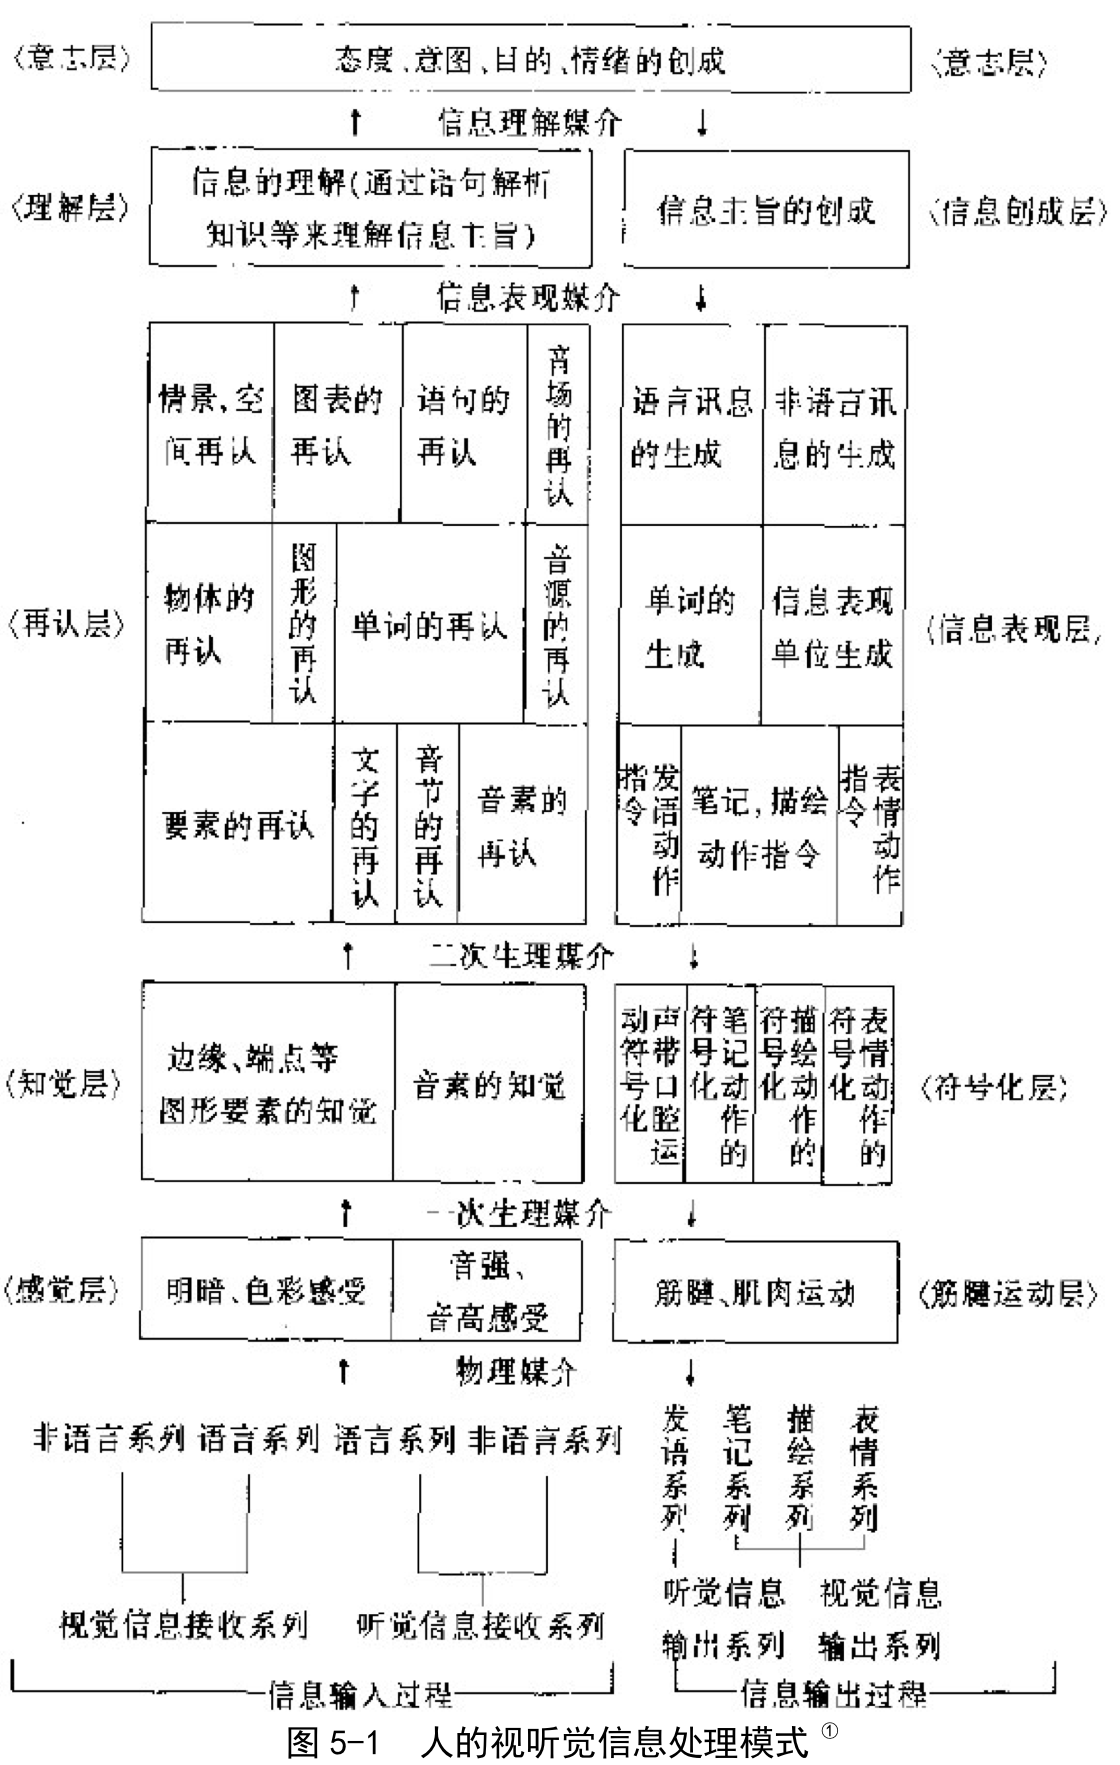 〈意志层〉 态度、意图、目的、情绪的创成 〈意志层〉
↑ 信息理解媒介 ↓
〈理解层〉
信息的理解(通过语句解析
知识等来理解信息主旨)
信息主旨的创成
〈信息创成层〉
↑ 信息表现媒介 ↓
情景,空
间再认
图表的
再认
语句的
再认
音场的再认
语言讯息
的生成
非语言讯
息的生成
〈再认层〉
物体的
再认
图形的再认
单词的再认
音源的再认
单词的
生成
信息表现
单位生成
〈信息表现层〉
要素的再认
文字的再认
音节的再认
音素的
再认
发语动作
指令
笔记,描绘
动作指令
表情动作
指令
↑ 二次生理媒介 ↓
〈知觉层〉
边缘、端点等
图形要素的知觉
音素的知觉
声带口腔运
动符号化
笔记动作的
符号化
描绘动作的
符号化
表情动作的
符号化
〈符号化层〉
↑ 一次生理媒介 ↓
〈感觉层〉
明暗、色彩感受
音强、
音高感受
筋腱、肌肉运动
〈筋腱运动层〉
↑ 物理媒介 ↓
非语言系列 语言系列 语言系列 非语言系列
发语系列
笔记系列
描绘系列
表情系列
视觉信息接收系列 听觉信息接收系列
听觉信息
输出系列
视觉信息
输出系列
信息输入过程 信息输出过程
图 5-1 人的视听觉信息处理模式①